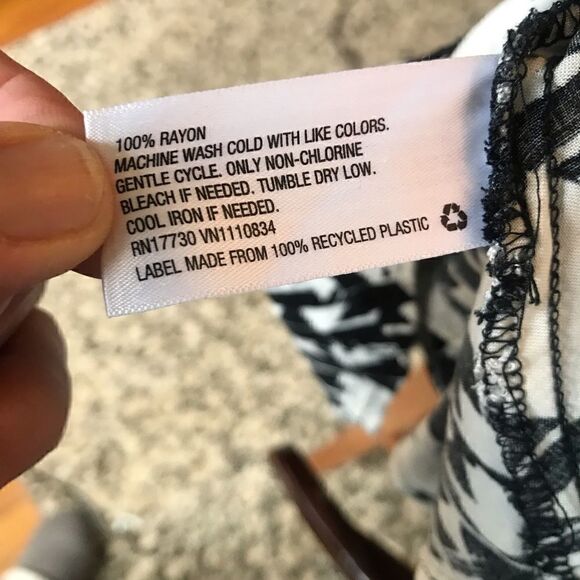 100% RAYON
MACHINE WASH COLD WITH LIKE COLORS.
GENTLE CYCLE. ONLY NON-CHLORINE
BLEACH IF NEEDED. TUMBLE DRY LOW.
COOL IRON IF NEEDED.
RN17730 VN1110834
LABEL MADE FROM 100% RECYCLED PLASTIC